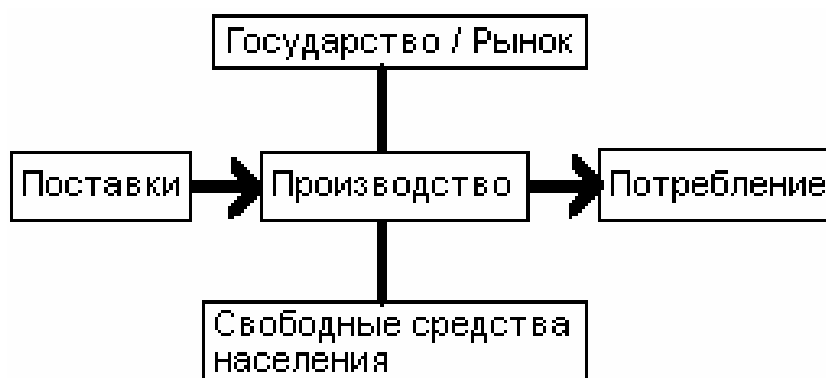 Государство / Рынок
Поставки
Производство
Потребление
Свободные средства
населения